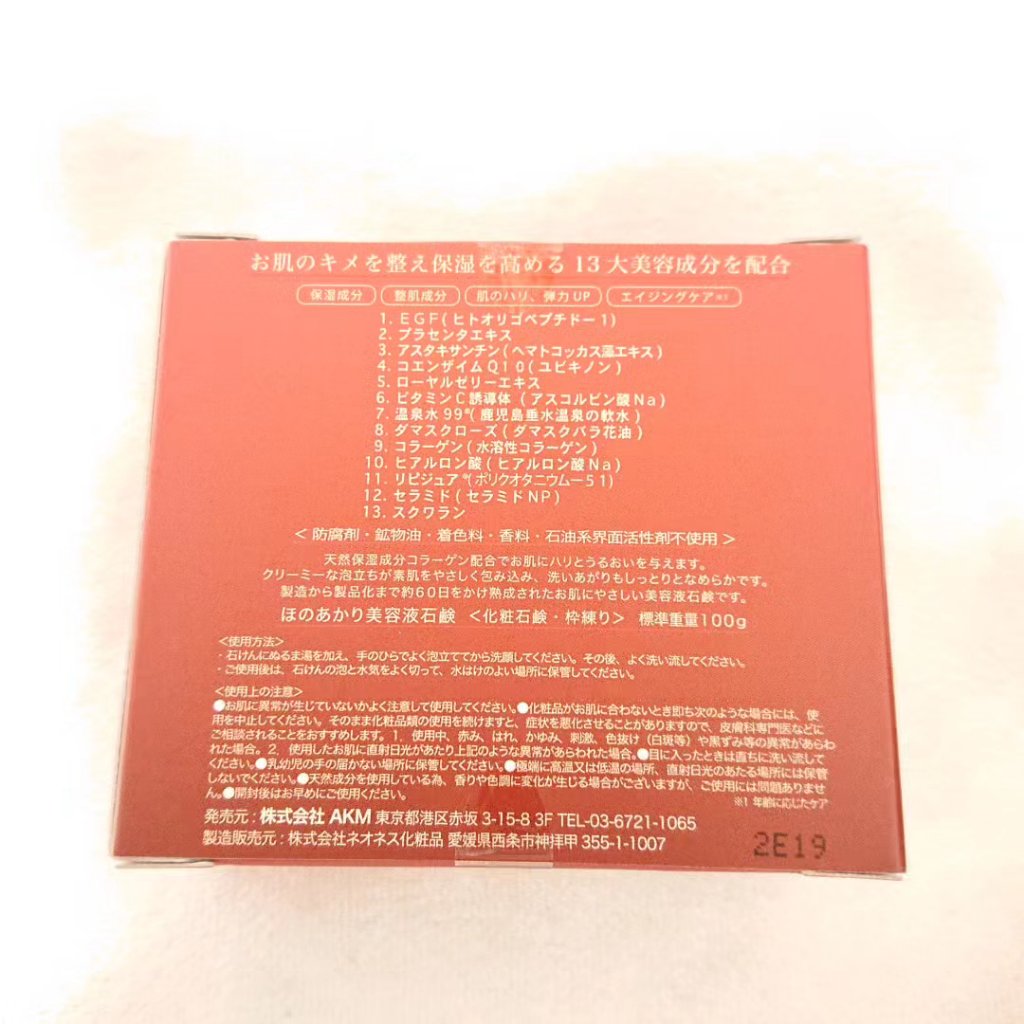 お肌のキメを整え保湿を高める 13 大美容成分を配合
保湿成分 整肌成分 肌のハリ、弾力UP エイジングケア※1
1. EGF(ヒトオリゴペプチドー1)
2. プラセンタエキス
3. アスタキサンチン(ヘマトコッカス藻エキス)
4. コエンザイムQ10(ユビキノン)
5. ローヤルゼリーエキス
6. ビタミンC誘導体(アスコルビン酸Na)
7. 温泉水99®(鹿児島垂水温泉の軟水)
8. ダマスクローズ(ダマスクバラ花油)
9. コラーゲン(水溶性コラーゲン)
10. ヒアルロン酸(ヒアルロン酸Na)
11. リピジュア®(ポリクオタニウムー51)
12. セラミド(セラミドNP)
13. スクワラン
<防腐剤・鉱物油・着色料・香料・石油系界面活性剤不使用>
天然保湿成分コラーゲン配合でお肌にハリとうるおいを与えます。
クリーミーな泡立ちが素肌をやさしく包み込み、洗いあがりもしっとりとなめらかです。
製造から製品化まで約60日をかけ熟成されたお肌にやさしい美容液石鹸です。
ほのあかり美容液石鹸 <化粧石鹸・枠練り> 標準重量100g
<使用方法>
・石けんにぬるま湯を加え、手のひらでよく泡立ててから洗顔してください。その後、よく洗い流してください。
・ご使用後は、石けんの泡と水気をよく切って、水はけのよい場所に保管してください。
<使用上の注意>
●お肌に異常が生じていないかよく注意して使用してください。●化粧品がお肌に合わないとき即ち次のような場合には、使
用を中止してください。そのまま化粧品類の使用を続けますと、症状を悪化させることがありますので、皮膚科専門医などに
ご相談されることをおすすめします。1、使用中、赤み、はれ、かゆみ、刺激、色抜け(白斑等)や黒ずみ等の異常があらわ
れた場合。2、使用したお肌に直射日光があたり上記のような異常があらわれた場合。●目に入ったときは直ちに洗い流して
ください。●乳幼児の手の届かない場所に保管してください。●極端に高温又は低温の場所、直射日光のあたる場所には保管
しないでください。●天然成分を使用している為、香りや色調に変化が生じる場合がございますが、ご使用には問題ありませ
ん。●開封後はお早めにご使用ください。
※1 年齢に応じたケア
発売元:株式会社 AKM 東京都港区赤坂 3-15-8 3F TEL-03-6721-1065
製造販売元:株式会社ネオネス化粧品 愛媛県西条市神拝甲 355-1-1007
2E19